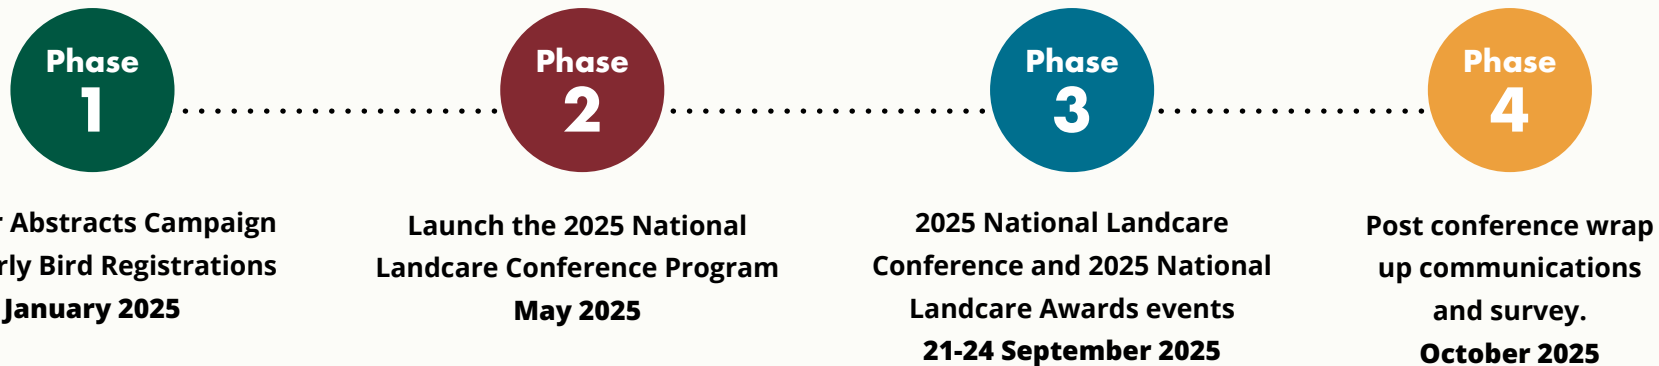 Phase
1
Phase
2
Phase
3
Phase
4
Abstracts Campaign
Bird Registrations
January 2025
Launch the 2025 National
Landcare Conference Program
May 2025
2025 National Landcare
Conference and 2025 National
Landcare Awards events
21-24 September 2025
Post conference wrap
up communications
and survey.
October 2025